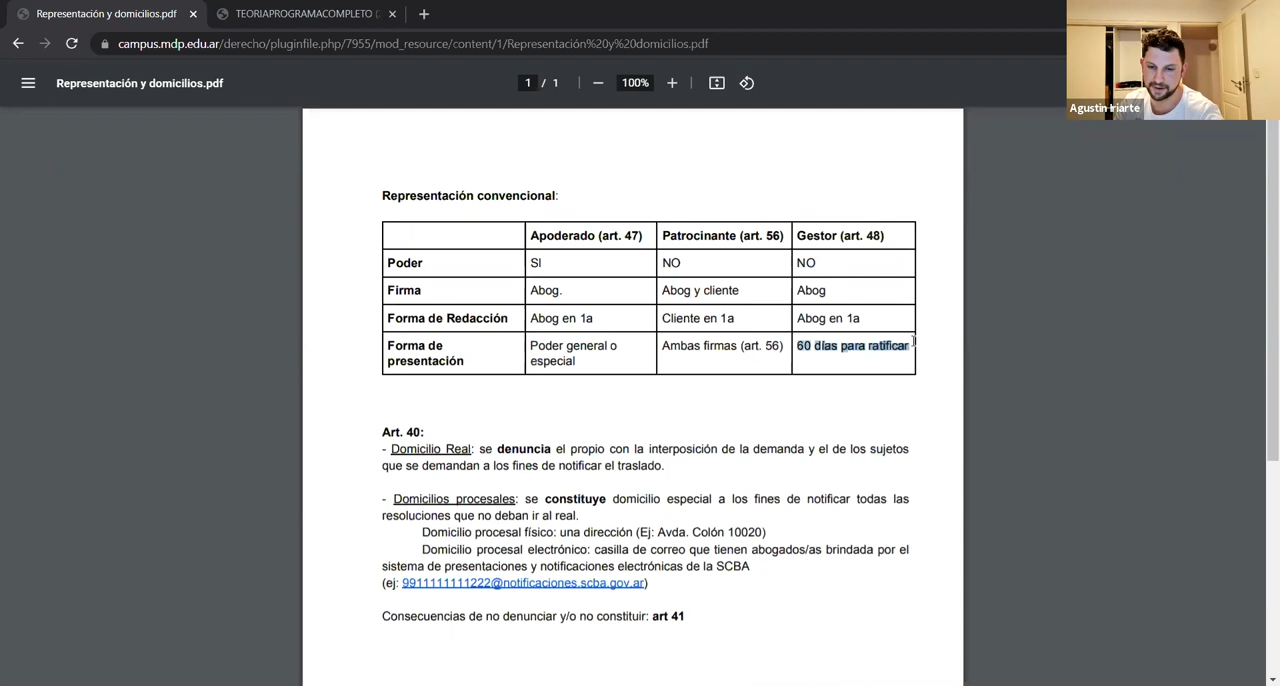 Representación y domicilios.pdf
TEORIAPROGRAMACOMPLETO
campus.mdp.edu.ar/derecho/pluginfile.php/7955/mod_resource/content/1/Representación%20y%20domicilios.pdf
Representación y domicilios.pdf
1 / 1
100%
Agustin Iriarte
Representación convencional:
Apoderado (art. 47) Patrocinante (art. 56) Gestor (art. 48)
Poder SI NO NO
Firma Abog. Abog y cliente Abog
Forma de Redacción Abog en 1a Cliente en 1a Abog en 1a
Forma de Poder general o Ambas firmas (art. 56) 60 días para ratificar
presentación especial
Art. 40:
- Domicilio Real: se denuncia el propio con la interposición de la demanda y el de los sujetos
que se demandan a los fines de notificar el traslado.
- Domicilios procesales: se constituye domicilio especial a los fines de notificar todas las
resoluciones que no deban ir al real.
Domicilio procesal físico: una dirección (Ej: Avda. Colón 10020)
Domicilio procesal electrónico: casilla de correo que tienen abogados/as brindada por el
sistema de presentaciones y notificaciones electrónicas de la SCBA
(ej: 9911111111222@notificaciones.scba.gov.ar)
Consecuencias de no denunciar y/o no constituir: art 41